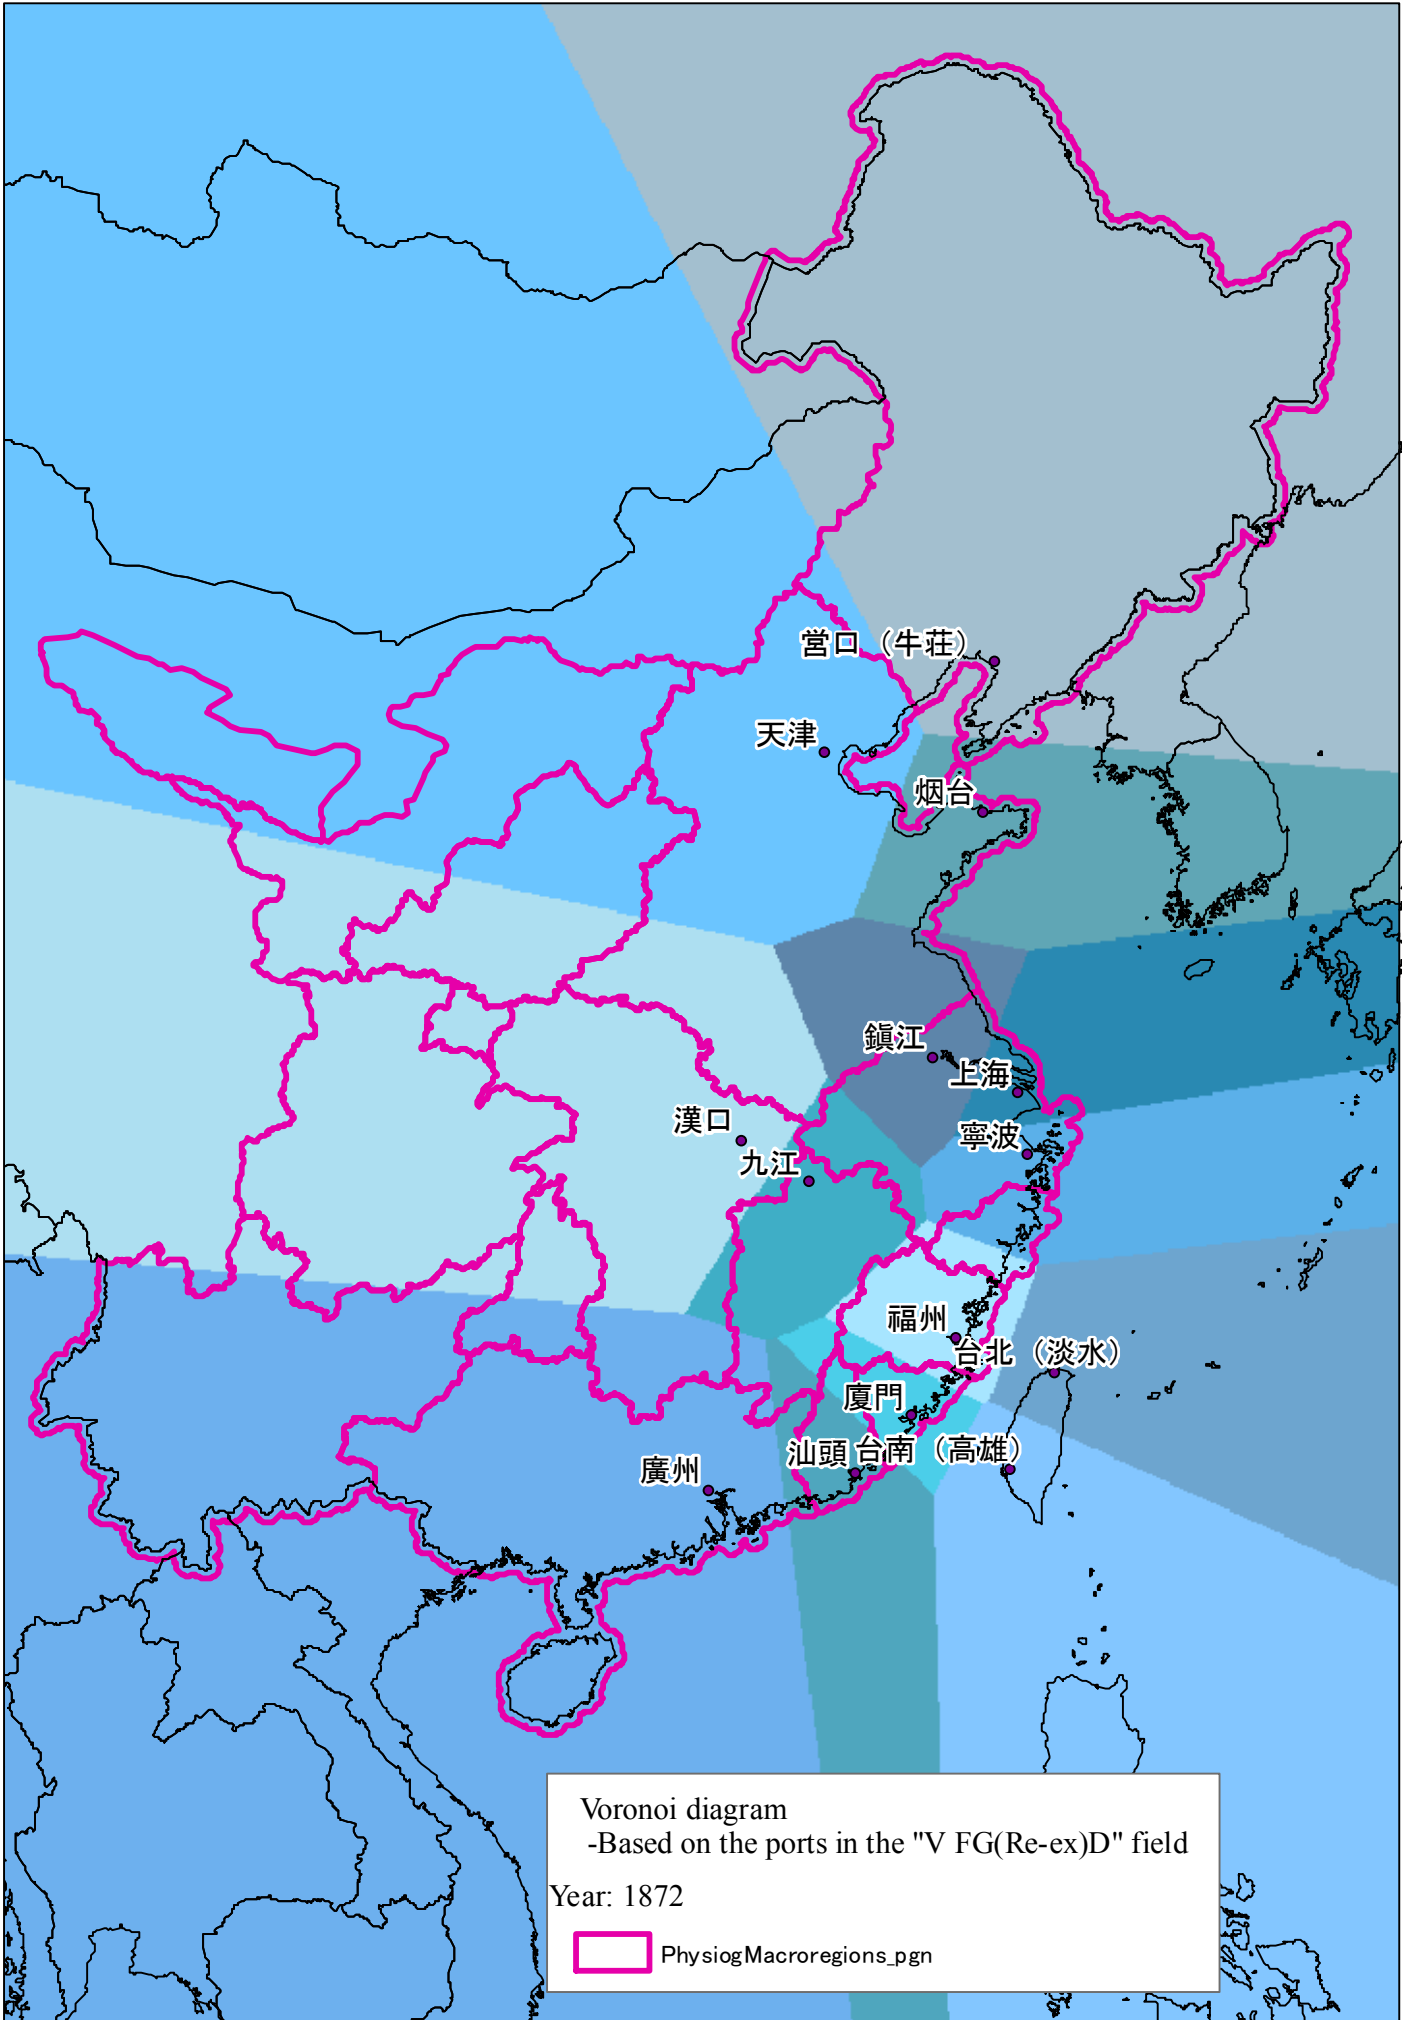 営口（牛荘）
天津
烟台
鎭江
上海
漢口
寧波
九江
福州
台北（淡水）
廈門
汕頭
台南（高雄）
廣州
Voronoi diagram
-Based on the ports in the "V FG(Re-ex)D" field
Year: 1872
PhysiogMacroregions_pgn